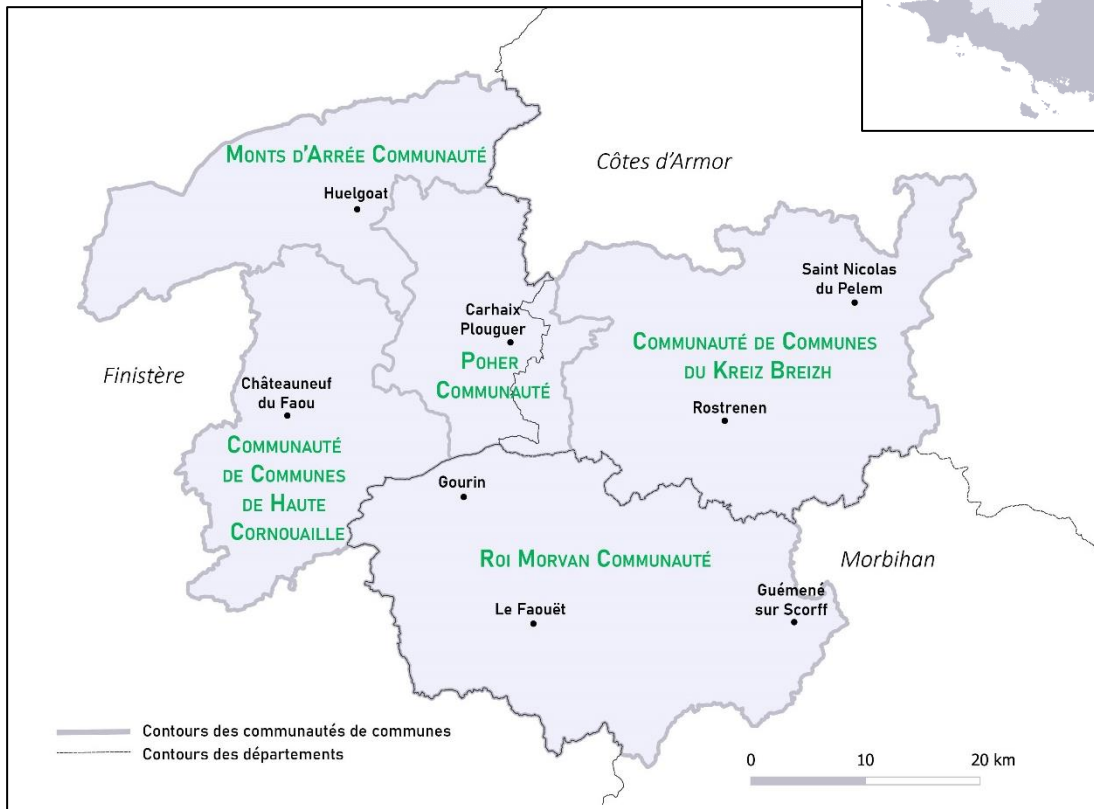 MONTS D'ARRÉE COMMUNAUTÉ
Côtes d'Armor
Huelgoat
Saint Nicolas
du Pelem
Carhaix
Plouguer
POHER
COMMUNAUTÉ
COMMUNAUTÉ DE COMMUNES
DU KREIZ BREIZH
Finistère
Châteauneuf
du Faou
Rostrenen
COMMUNAUTÉ
DE COMMUNES
DE HAUTE
CORNOUAILLE
Gourin
ROI MORVAN COMMUNAUTÉ
Morbihan
Guémené
sur Scorff
Le Faouët
Contours des communautés de communes
Contours des départements
0 10 20 km